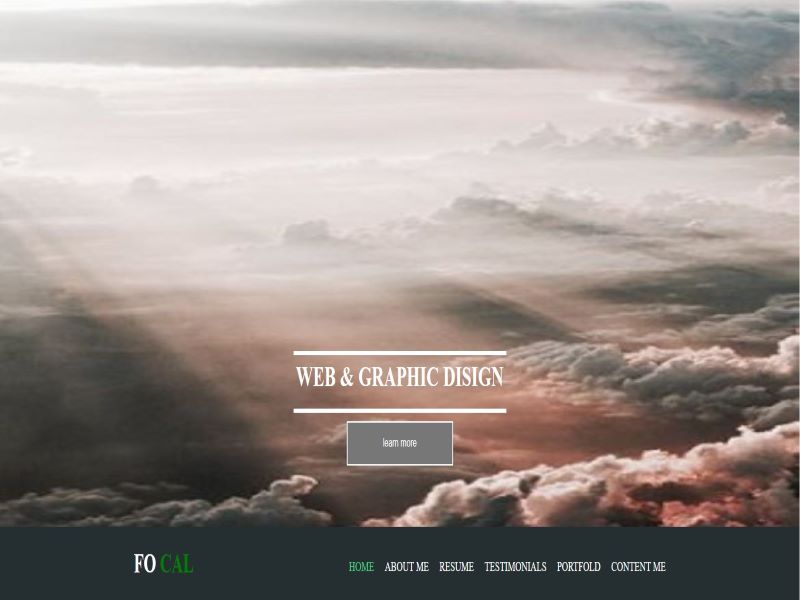 WEB & GRAPHIC DISIGN
learn more
FO CAL
HOME ABOUT ME RESUME TESTIMONIALS PORTFOLD CONTENT ME